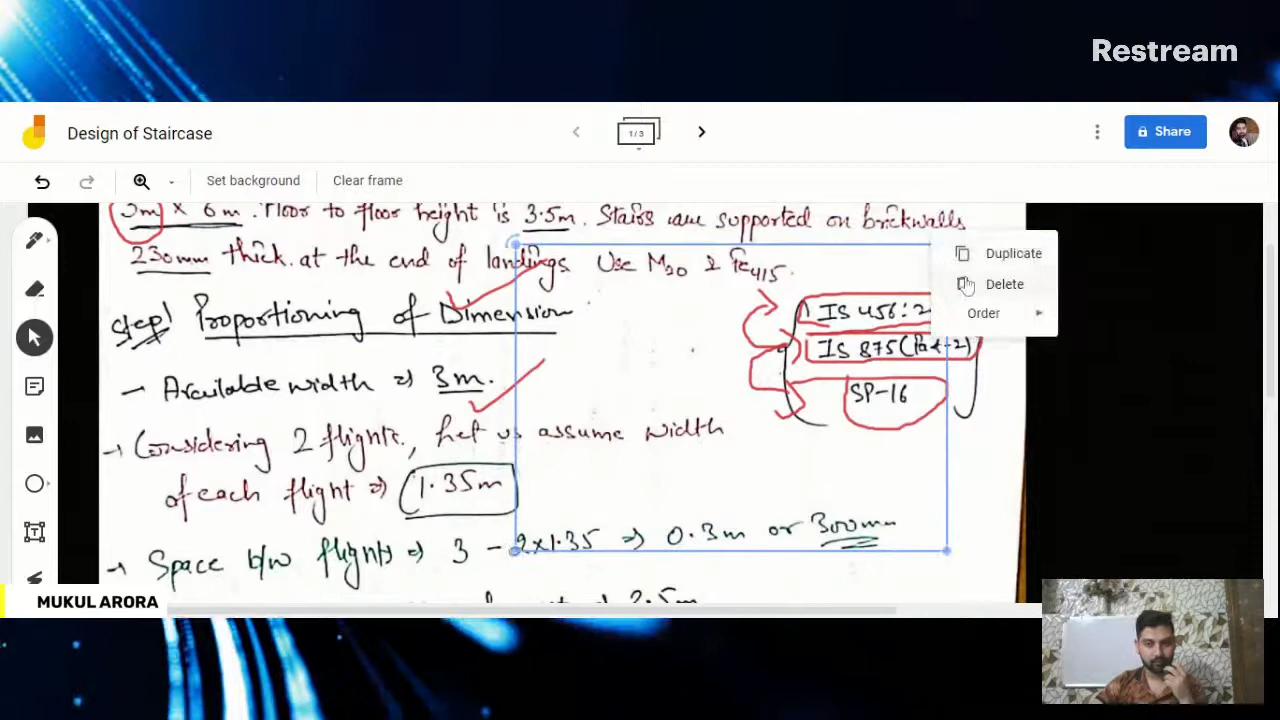 Restream
Design of Staircase
1/3
Share
Set background
Clear frame
3m x 6m. Floor to floor height is 3.5m. Stairs are supported on brickwalls
230mm thick. at the end of landings. Use M20 & Fe415.
Duplicate
Delete
Order
Step1 Proportioning of Dimension
IS 456:2
IS 875 (Part-2)
SP-16
- Available width ⇒ 3m.
→ Considering 2 flights, let us assume width
of each flight ⇒ 1.35m
→ Space b/w flights ⇒ 3 - 2x1.35 ⇒ 0.3m or 300mm
3.5m
MUKUL ARORA